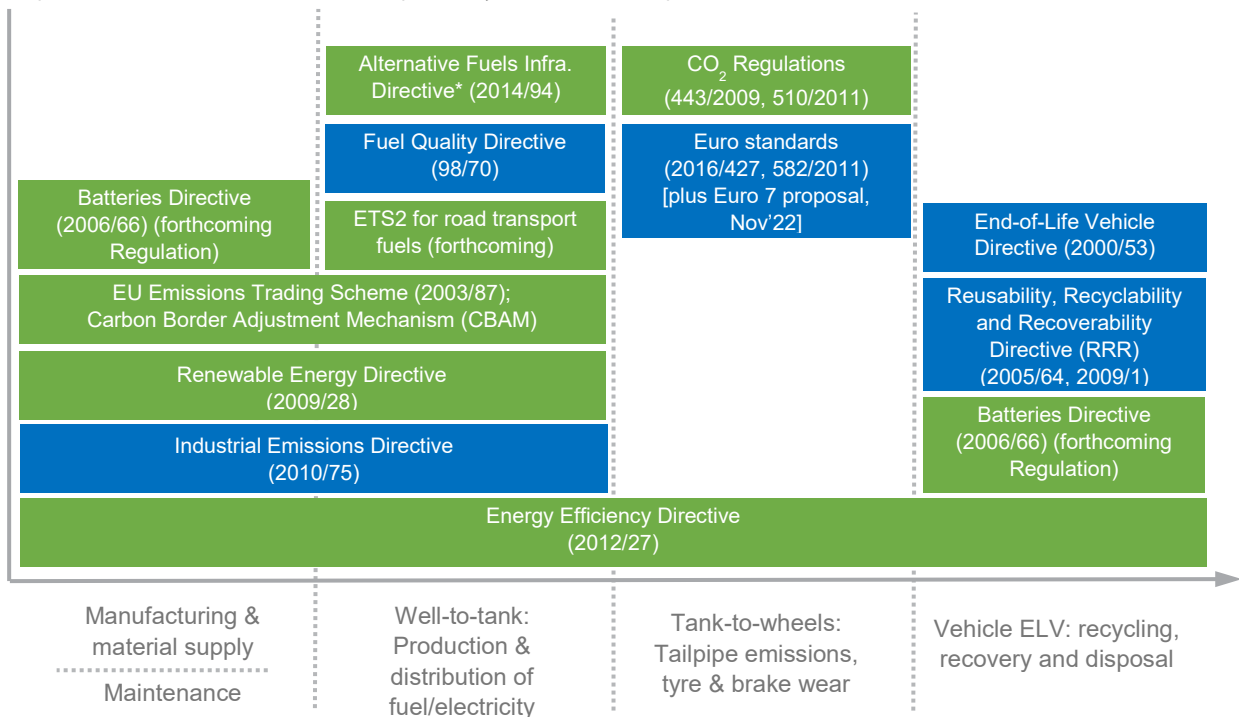 Alternative Fuels Infra.
Directive* (2014/94)
CO2 Regulations
(443/2009, 510/2011)
Fuel Quality Directive
(98/70)
Euro standards
(2016/427, 582/2011)
[plus Euro 7 proposal,
Nov'22]
Batteries Directive
(2006/66) (forthcoming
Regulation)
ETS2 for road transport
fuels (forthcoming)
End-of-Life Vehicle
Directive (2000/53)
EU Emissions Trading Scheme (2003/87);
Carbon Border Adjustment Mechanism (CBAM)
Reusability, Recyclability
and Recoverability
Directive (RRR)
(2005/64, 2009/1)
Renewable Energy Directive
(2009/28)
Batteries Directive
(2006/66) (forthcoming
Regulation)
Industrial Emissions Directive
(2010/75)
Energy Efficiency Directive
(2012/27)
Manufacturing &
material supply
Maintenance
Well-to-tank:
Production &
distribution of
fuel/electricity
Tank-to-wheels:
Tailpipe emissions,
tyre & brake wear
Vehicle ELV: recycling,
recovery and disposal